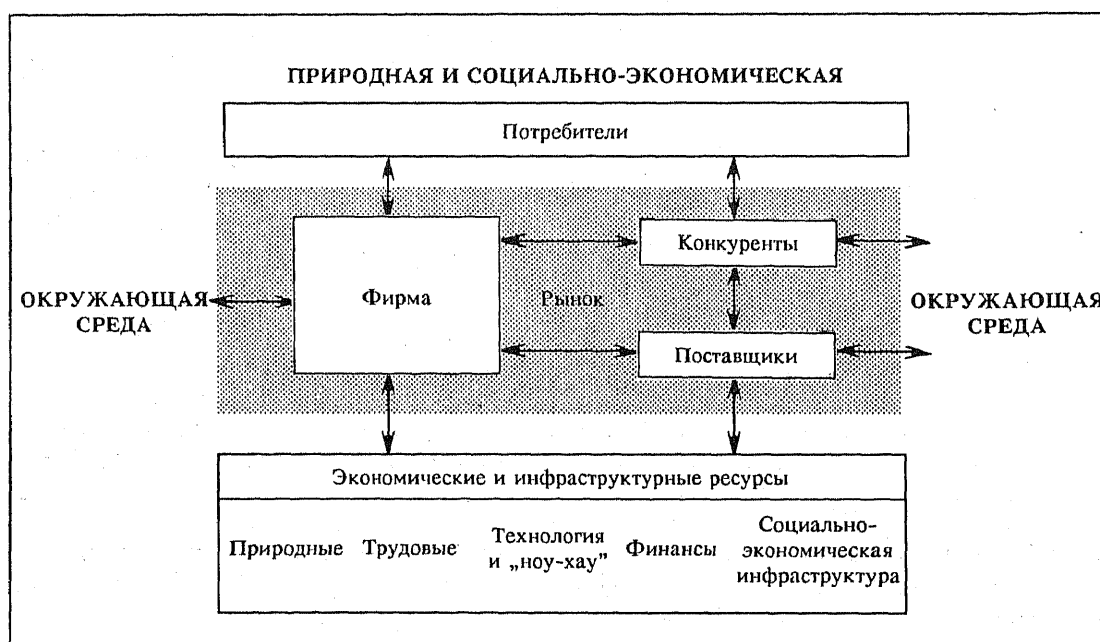 ПРИРОДНАЯ И СОЦИАЛЬНО-ЭКОНОМИЧЕСКАЯ
Потребители
Конкуренты
Фирма
Рынок
ОКРУЖАЮЩАЯ
СРЕДА
ОКРУЖАЮЩАЯ
СРЕДА
Поставщики
Экономические и инфраструктурные ресурсы
Природные
Трудовые
Технология
и „ноу-хау”
Финансы
Социально-
экономическая
инфраструктура